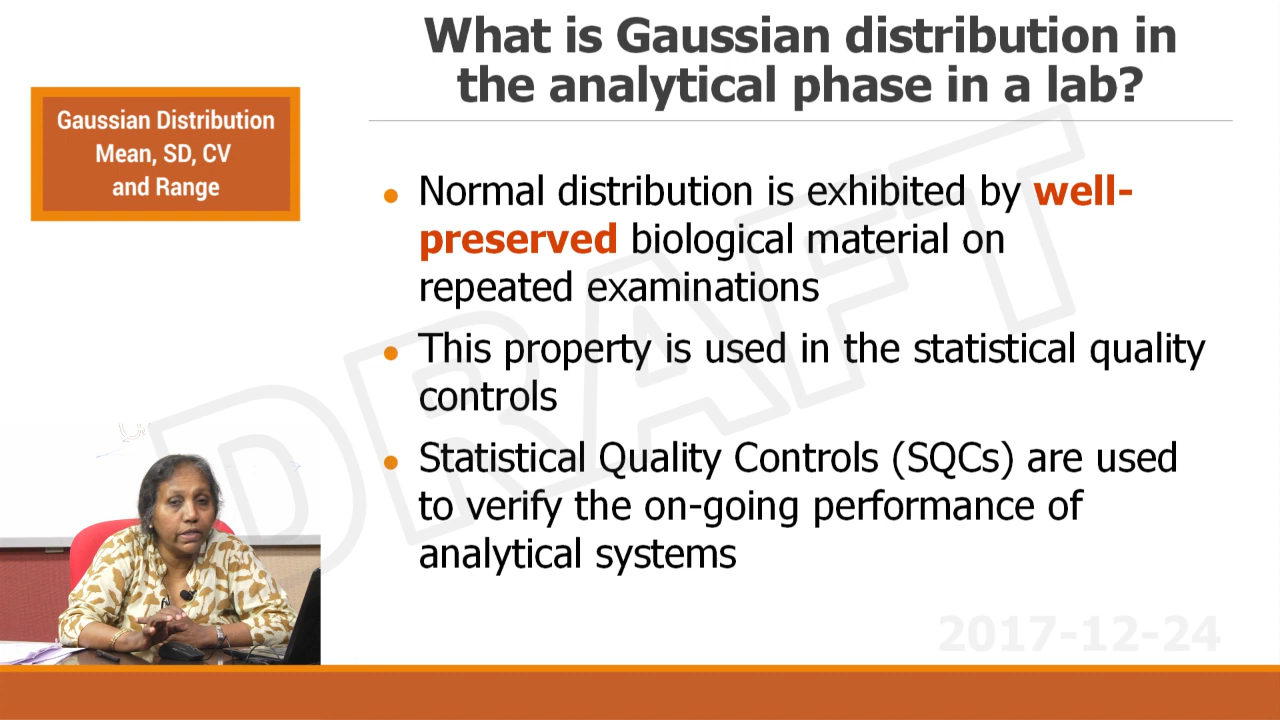 What is Gaussian distribution in
the analytical phase in a lab?
Gaussian Distribution
Mean, SD, CV
and Range
• Normal distribution is exhibited by well-
preserved biological material on
repeated examinations
• This property is used in the statistical quality
controls
• Statistical Quality Controls (SQCs) are used
to verify the on-going performance of
analytical systems
DRAFT
2017-12-24